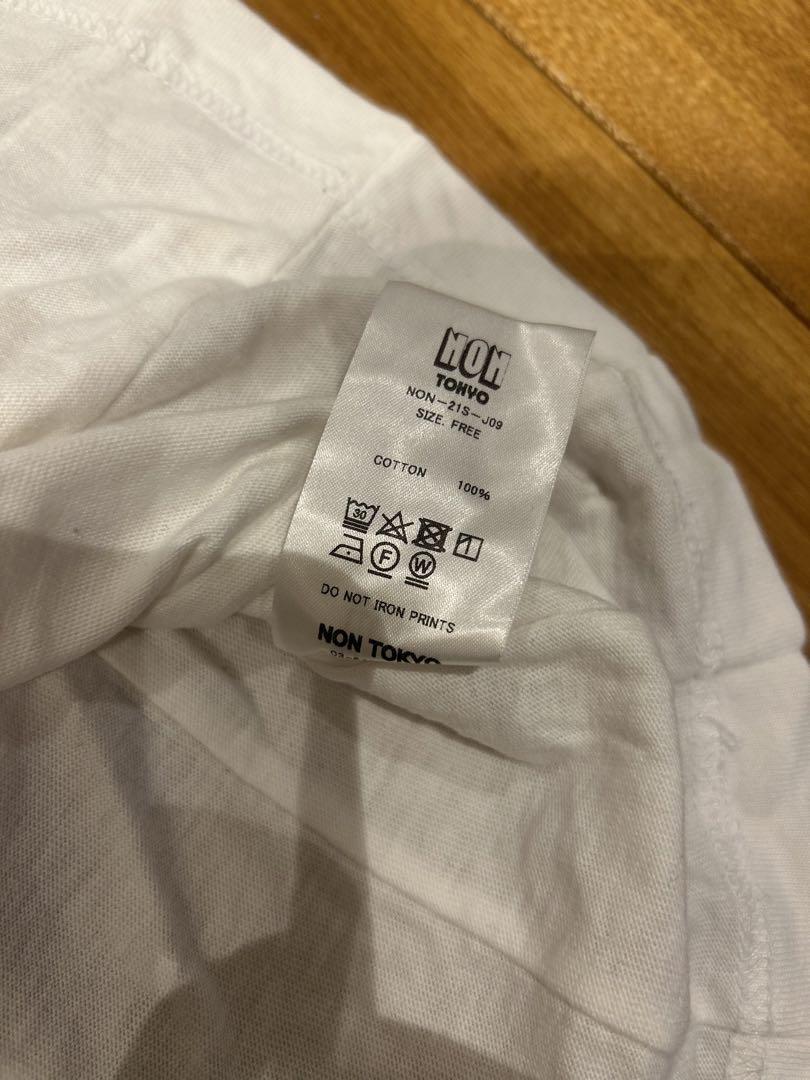 NON
TOKYO
NON-21S-J09
SIZE. FREE
COTTON 100%
30
F W
DO NOT IRON PRINTS
NON TOKYO